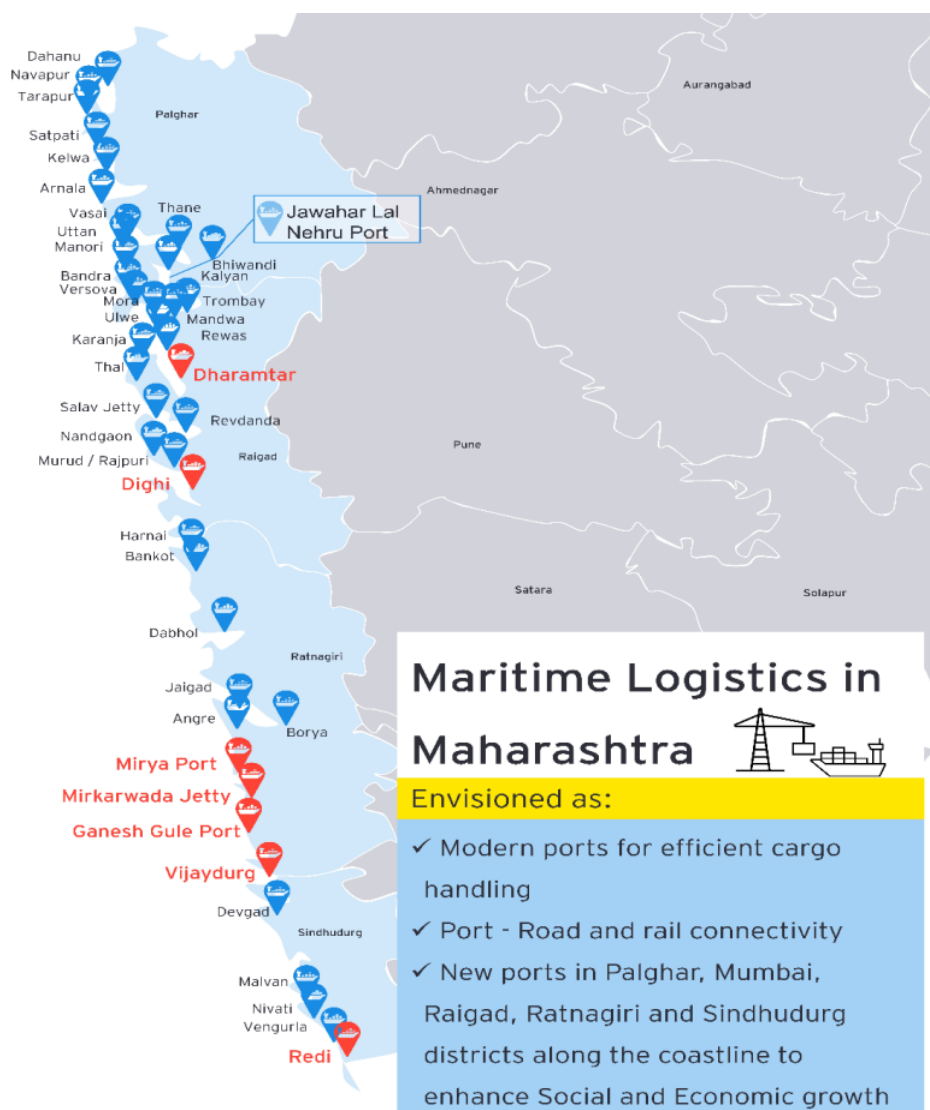 Dahanu
Navapur
Tarapur
Palghar
Aurangabad
Satpati
Kelwa
Arnala
Ahmednagar
Vasai
Thane
Jawahar Lal
Nehru Port
Uttan
Manori
Bhiwandi
Bandra
Kalyan
Versova
Mora
Trombay
Ulwe
Mandwa
Karanja
Rewas
Thal
Dharamtar
Salav Jetty
Revdanda
Nandgaon
Pune
Murud / Rajpuri
Raigad
Dighi
Harnai
Bankot
Satara
Solapur
Dabhol
Ratnagiri
Jaigad
Angre
Borya
Mirya Port
Mirkarwada Jetty
Ganesh Gule Port
Vijaydurg
Devgad
Sindhudurg
Malvan
Nivati
Vengurla
Redi
Maritime Logistics in
Maharashtra
Envisioned as:
✓ Modern ports for efficient cargo
handling
✓ Port - Road and rail connectivity
✓ New ports in Palghar, Mumbai,
Raigad, Ratnagiri and Sindhudurg
districts along the coastline to
enhance Social and Economic growth